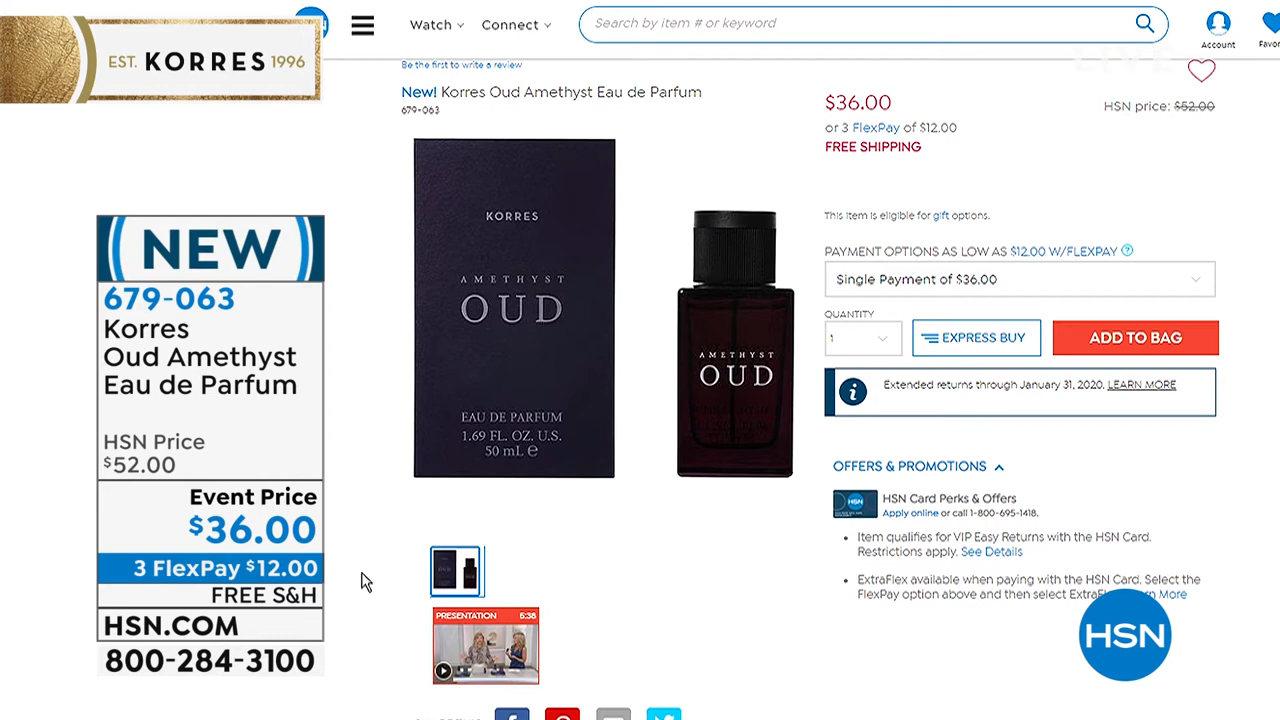 EST. KORRES 1996
Watch
Connect
Search by item # or keyword
Account
LIVE
Be the first to write a review
New! Korres Oud Amethyst Eau de Parfum
679-063
$36.00
HSN price: $52.00
or 3 FlexPay of $12.00
FREE SHIPPING
This item is eligible for gift options.
PAYMENT OPTIONS AS LOW AS $12.00 W/FLEXPAY ?
Single Payment of $36.00
QUANTITY
1
EXPRESS BUY
ADD TO BAG
i Extended returns through January 31, 2020. LEARN MORE
OFFERS & PROMOTIONS
HSN
HSN Card Perks & Offers
Apply online or call 1-800-695-1418.
Item qualifies for VIP Easy Returns with the HSN Card.
Restrictions apply. See Details
ExtraFlex available when paying with the HSN Card. Select the
FlexPay option above and then select More
HSN
KORRES
AMETHYST
OUD
EAU DE PARFUM
1.69 FL. OZ. U.S.
50 mL e
AMETHYST
OUD
PRESENTATION 5:38
(NEW)
679-063
Korres
Oud Amethyst
Eau de Parfum
HSN Price
$52.00
Event Price
$36.00
3 FlexPay $12.00
FREE S&H
HSN.COM
800-284-3100